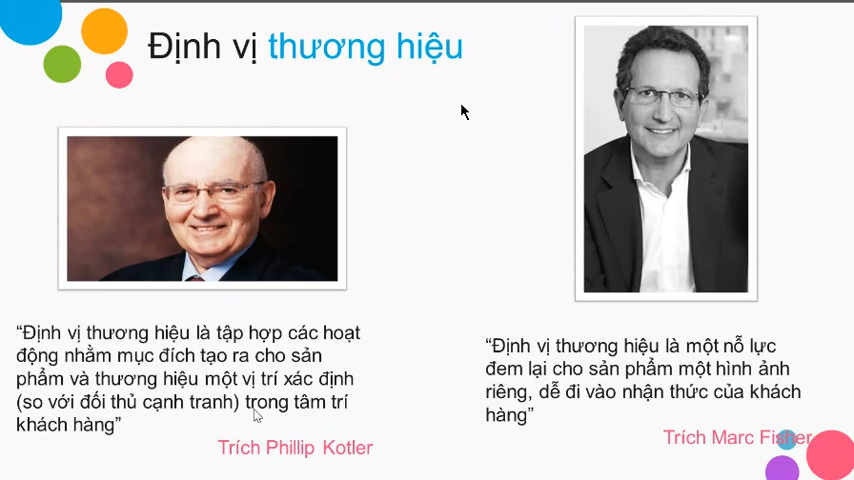 Định vị thương hiệu
“Định vị thương hiệu là tập hợp các hoạt
động nhằm mục đích tạo ra cho sản
phẩm và thương hiệu một vị trí xác định
(so với đối thủ cạnh tranh) trong tâm trí
khách hàng”
Trích Phillip Kotler
“Định vị thương hiệu là một nỗ lực
đem lại cho sản phẩm một hình ảnh
riêng, dễ đi vào nhận thức của khách
hàng”
Trích Marc Fisher